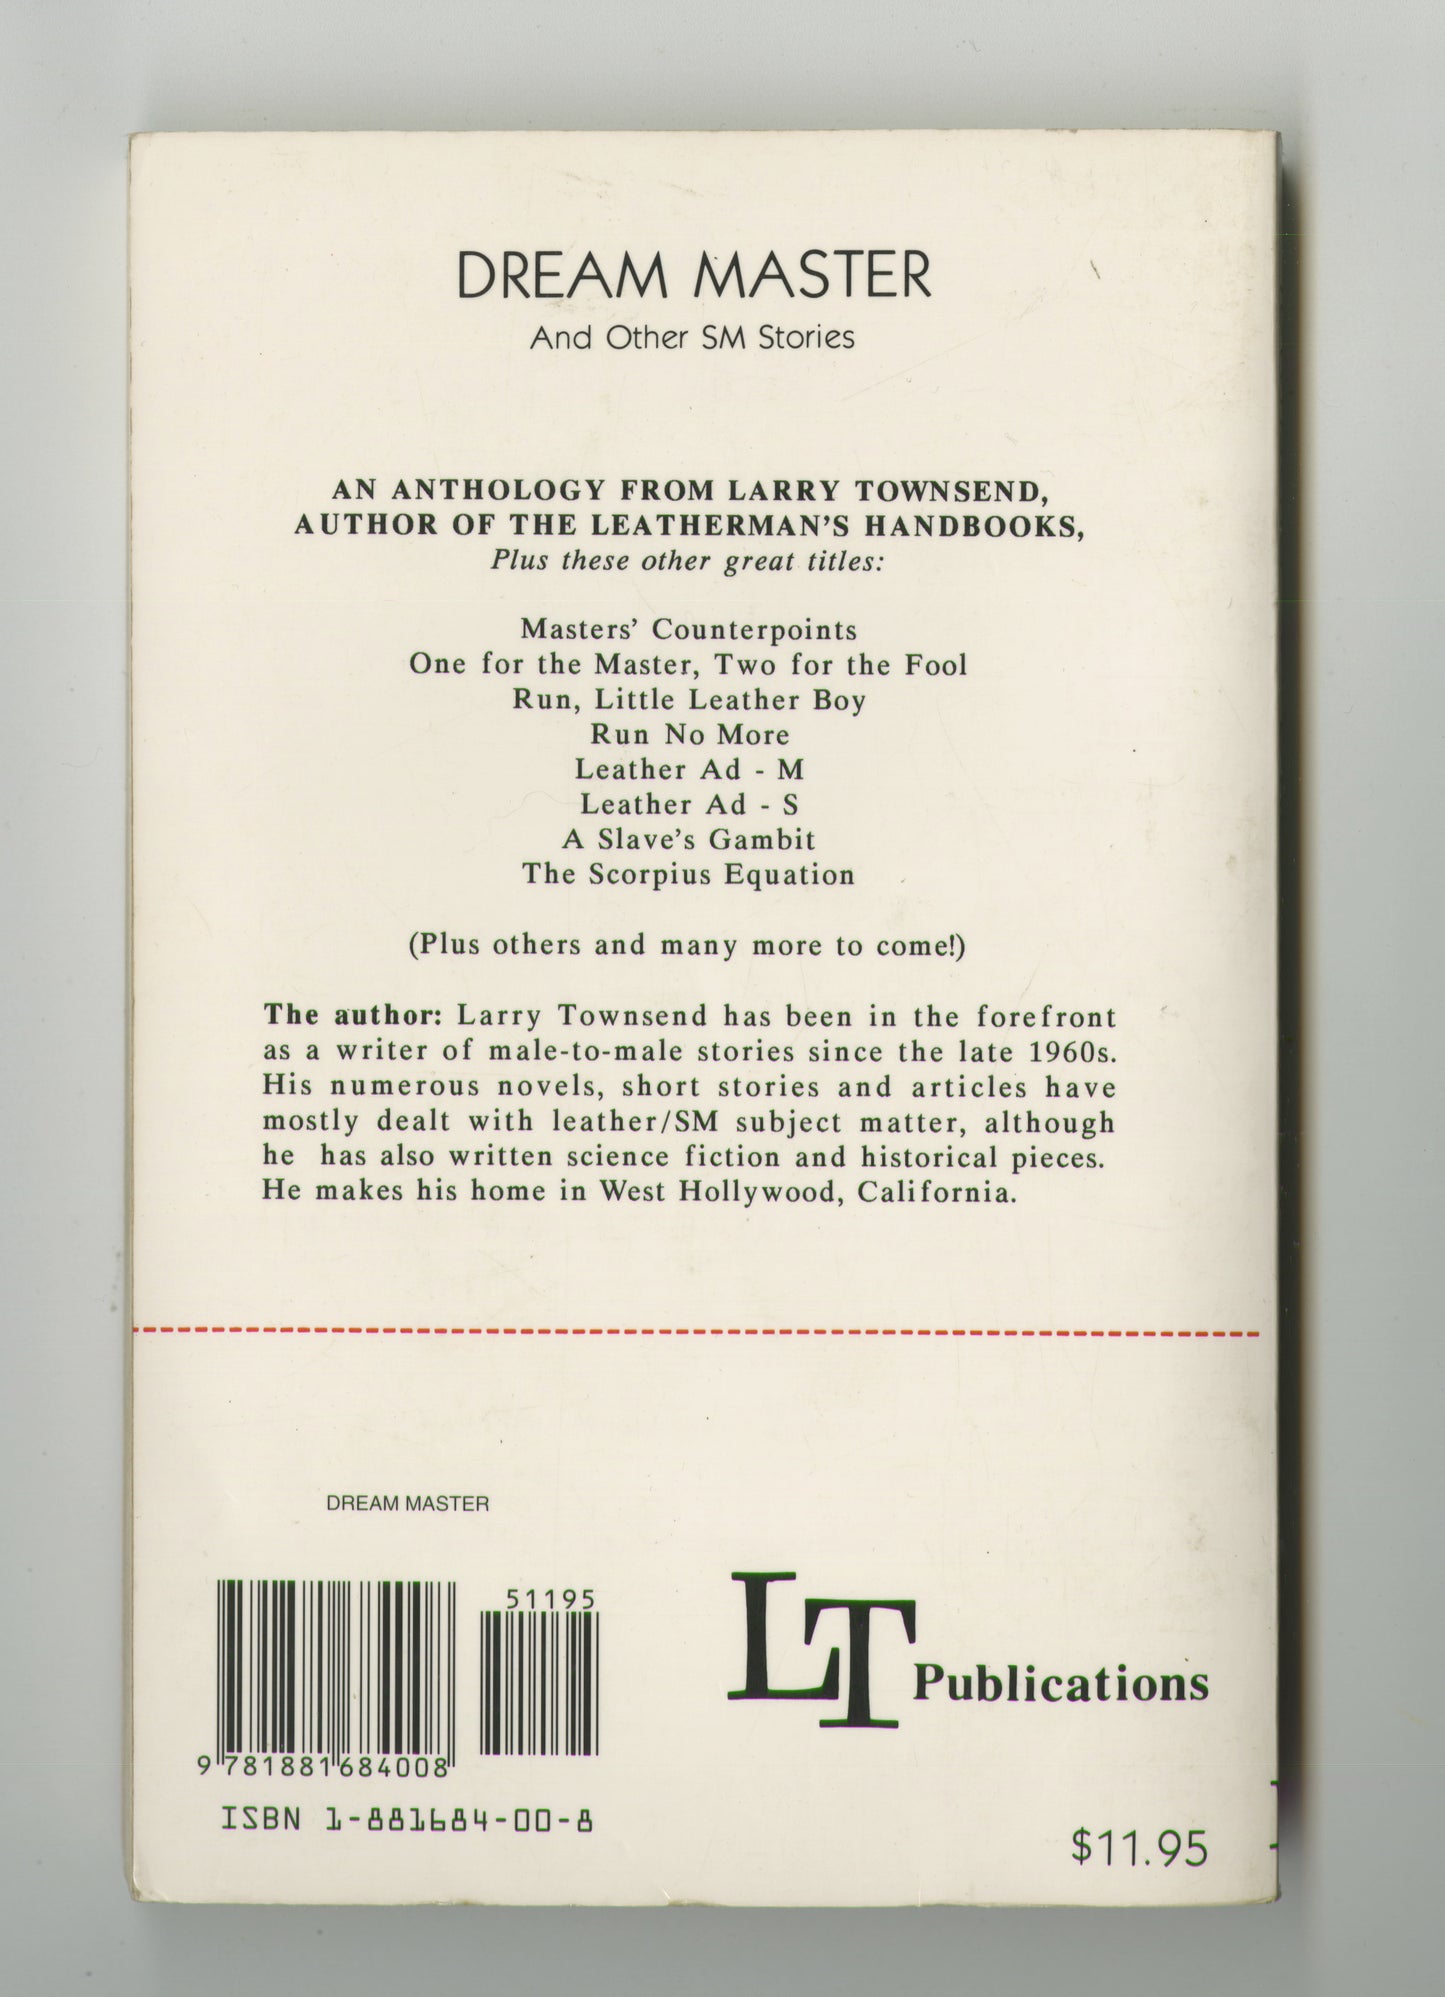 DREAM MASTER
And Other SM Stories
AN ANTHOLOGY FROM LARRY TOWNSEND,
AUTHOR OF THE LEATHERMAN'S HANDBOOKS,
Plus these other great titles:
Masters' Counterpoints
One for the Master, Two for the Fool
Run, Little Leather Boy
Run No More
Leather Ad - M
Leather Ad - S
A Slave's Gambit
The Scorpius Equation
(Plus others and many more to come!)
The author: Larry Townsend has been in the forefront
as a writer of male-to-male stories since the late 1960s.
His numerous novels, short stories and articles have
mostly dealt with leather/SM subject matter, although
he has also written science fiction and historical pieces.
He makes his home in West Hollywood, California.
DREAM MASTER
51195
9 781881 684008
ISBN 1-881684-00-8
LT Publications
$11.95